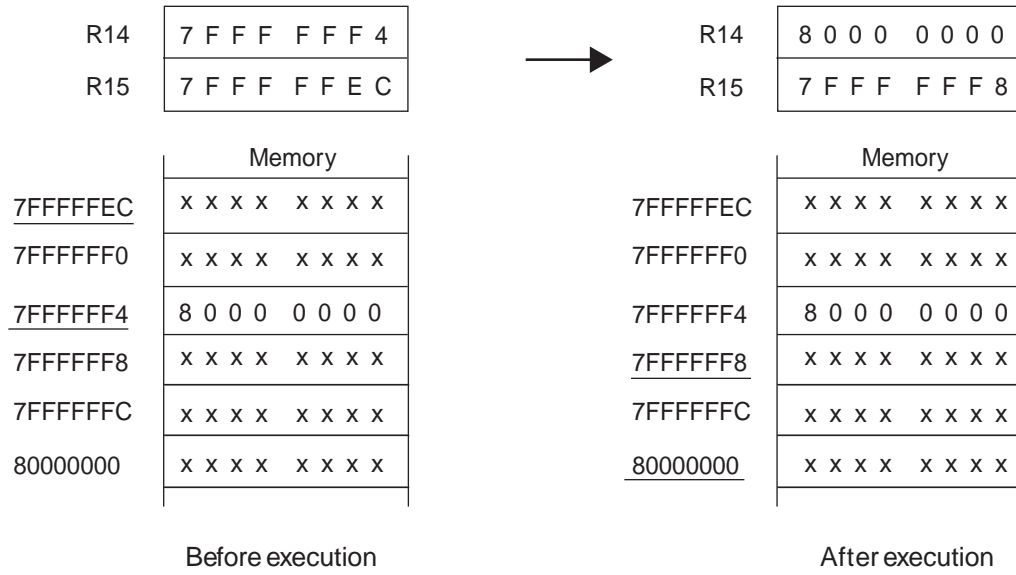 R14 7 F F F F F F 4
R15 7 F F F F F E C
Memory
7FFFFFEC x x x x x x x x
7FFFFFF0 x x x x x x x x
7FFFFFF4 8 0 0 0 0 0 0 0
7FFFFFF8 x x x x x x x x
7FFFFFFC x x x x x x x x
80000000 x x x x x x x x
Before execution
R14 8 0 0 0 0 0 0 0
R15 7 F F F F F F 8
Memory
7FFFFFEC x x x x x x x x
7FFFFFF0 x x x x x x x x
7FFFFFF4 8 0 0 0 0 0 0 0
7FFFFFF8 x x x x x x x x
7FFFFFFC x x x x x x x x
80000000 x x x x x x x x
After execution